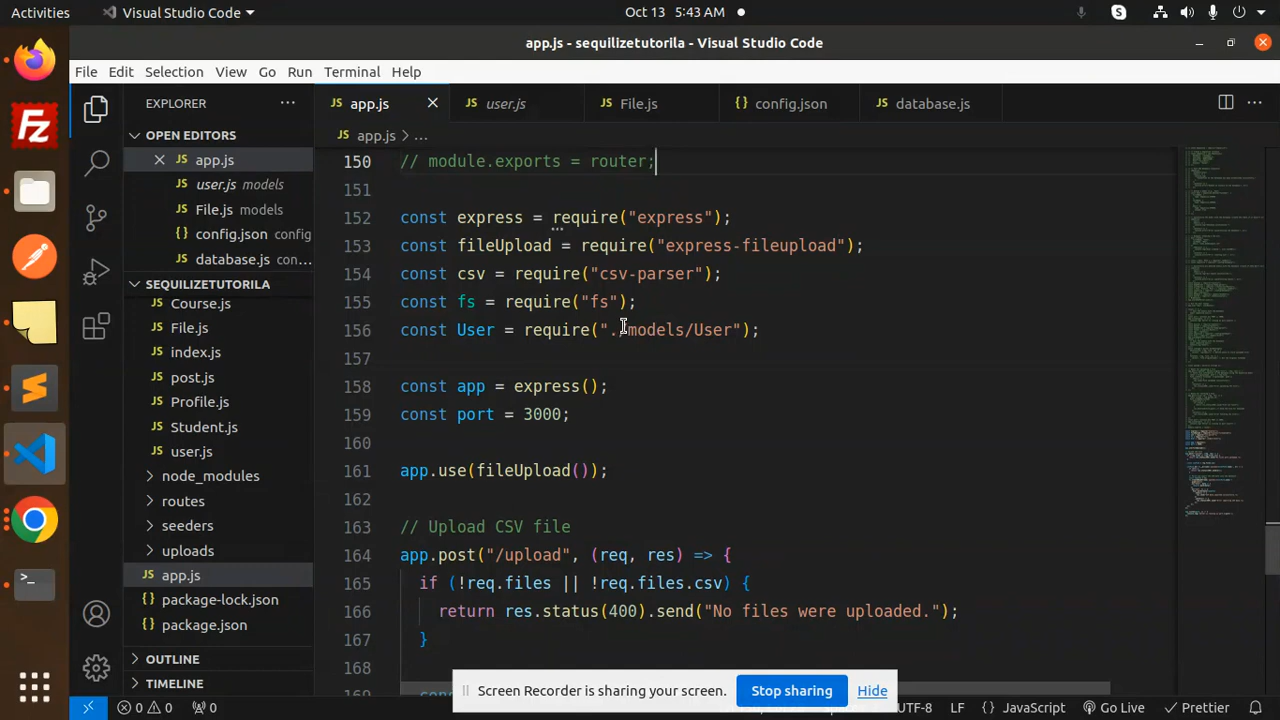 Activities
Visual Studio Code
Oct 13 5:43 AM
app.js - sequilizetutorila - Visual Studio Code
File Edit Selection View Go Run Terminal Help
EXPLORER
app.js
user.js
File.js
config.json
database.js
app.js > ...
OPEN EDITORS
app.js
user.js models
File.js models
config.json config
database.js con...
SEQUILIZETUTORILA
Course.js
File.js
index.js
post.js
Profile.js
Student.js
user.js
node_modules
routes
seeders
uploads
app.js
package-lock.json
package.json
OUTLINE
TIMELINE
150 // module.exports = router;
151
152 const express = require("express");
153 const fileUpload = require("express-fileupload");
154 const csv = require("csv-parser");
155 const fs = require("fs");
156 const User = require("./models/User");
157
158 const app = express();
159 const port = 3000;
160
161 app.use(fileUpload());
162
163 // Upload CSV file
164 app.post("/upload", (req, res) => {
165 if (!req.files || !req.files.csv) {
166 return res.status(400).send("No files were uploaded.");
167 }
168
Screen Recorder is sharing your screen.
Stop sharing
Hide
0 0 0
UTF-8 LF {} JavaScript Go Live Prettier